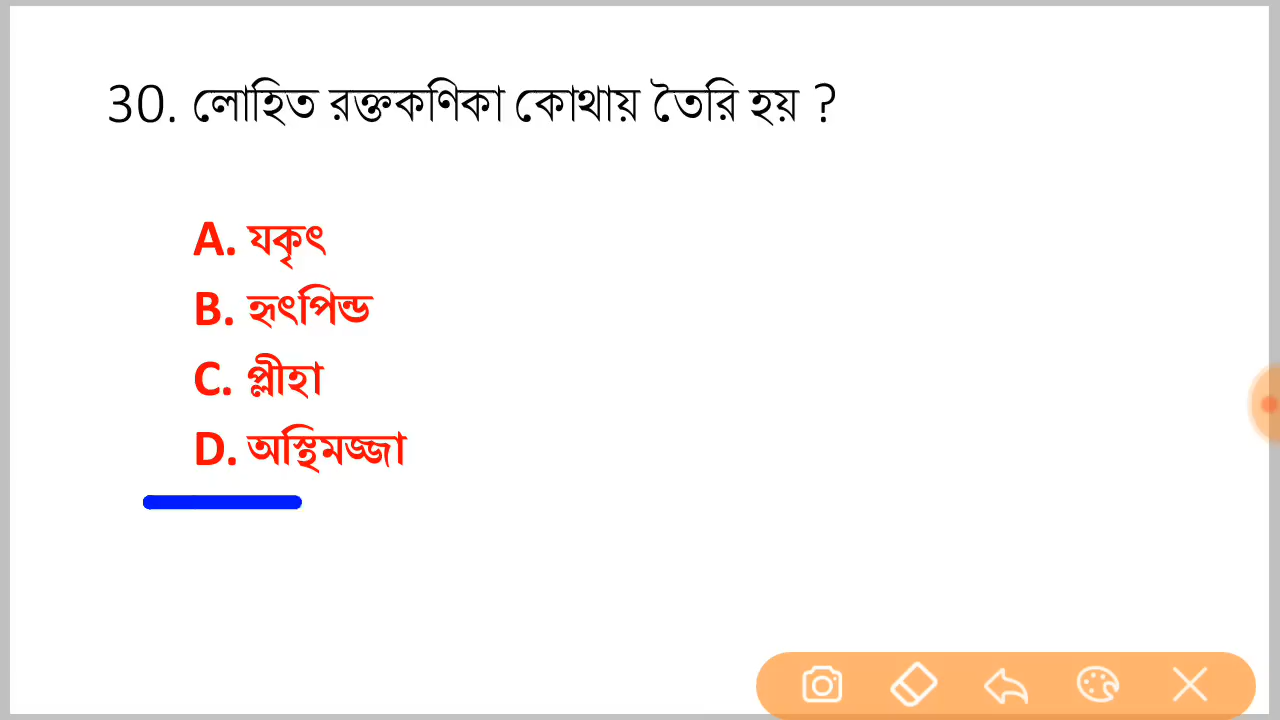 30. লোহিত রক্তকণিকা কোথায় তৈরি হয় ?
A. যকৃৎ
B. হৃৎপিন্ড
C. প্লীহা
D. অস্থিমজ্জা